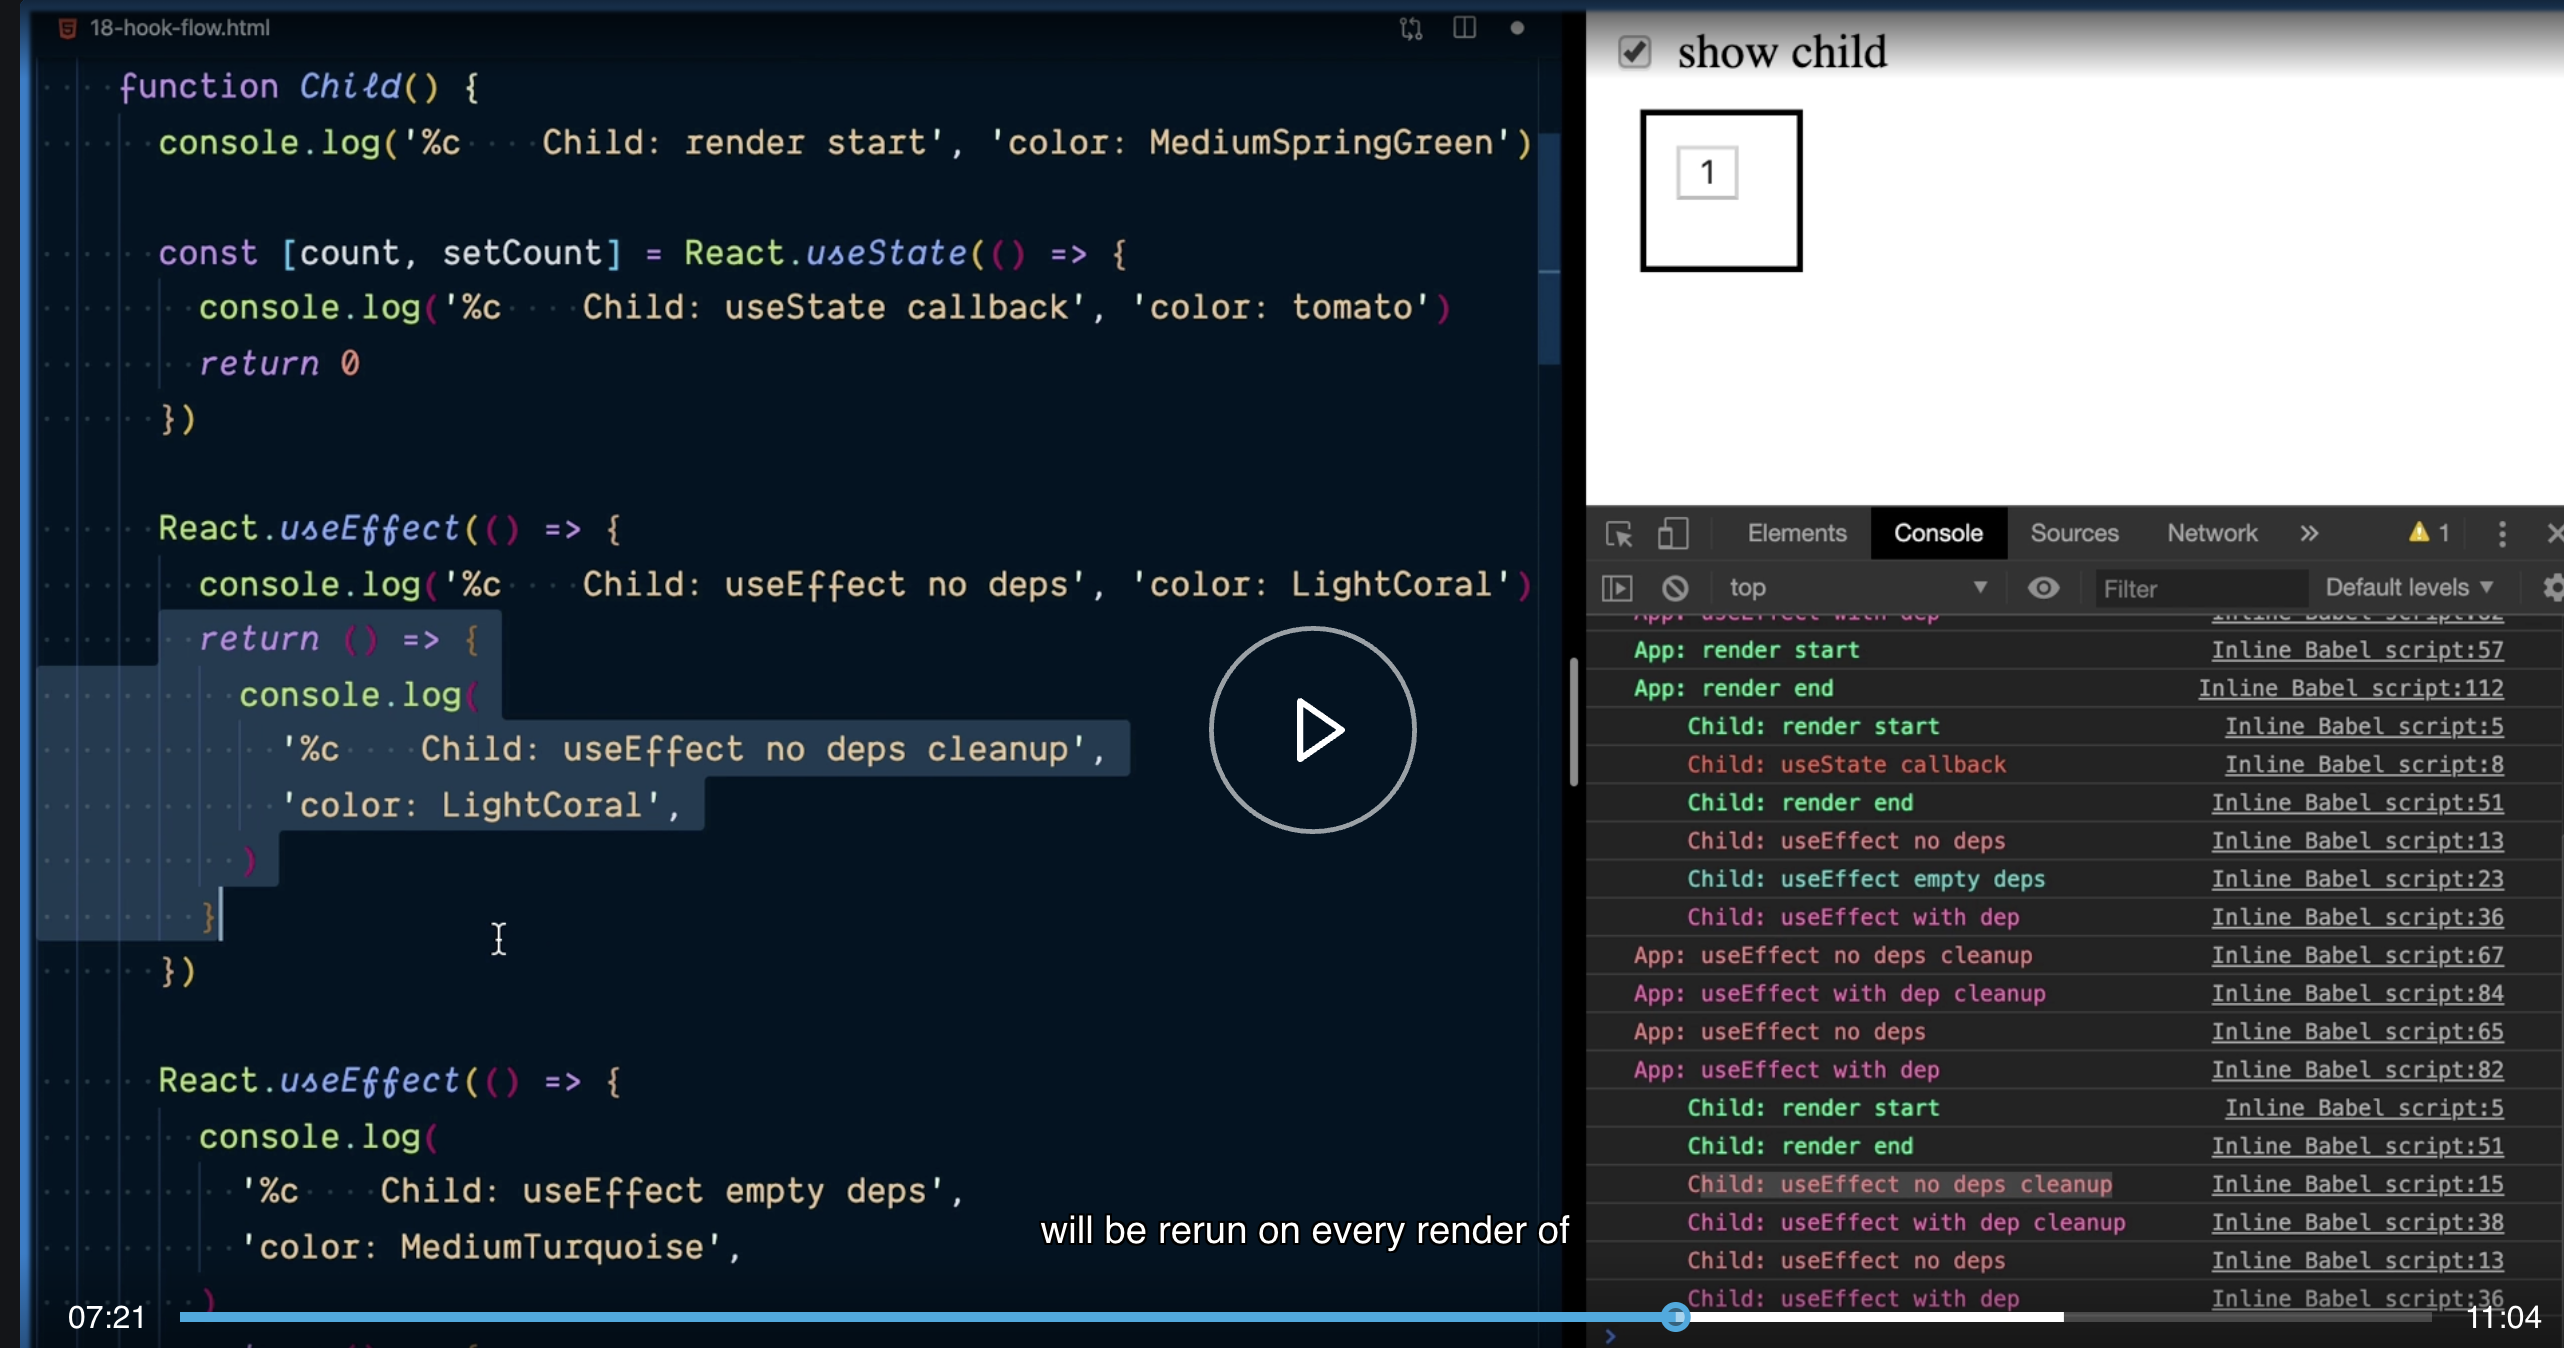 18-hook-flow.html
function Child() {
console.log('%c    Child: render start', 'color: MediumSpringGreen')
const [count, setCount] = React.useState(() => {
console.log('%c    Child: useState callback', 'color: tomato')
return 0
})
React.useEffect(() => {
console.log('%c    Child: useEffect no deps', 'color: LightCoral')
return () => {
console.log(
'%c    Child: useEffect no deps cleanup',
'color: LightCoral',
)
}
})
React.useEffect(() => {
console.log(
'%c    Child: useEffect empty deps',
'color: MediumTurquoise',
)
will be rerun on every render of
07:21
11:04
show child
1
Elements Console Sources Network » 1
top Filter Default levels
App: useEffect with dep Inline Babel script:82
App: render start Inline Babel script:57
App: render end Inline Babel script:112
Child: render start Inline Babel script:5
Child: useState callback Inline Babel script:8
Child: render end Inline Babel script:51
Child: useEffect no deps Inline Babel script:13
Child: useEffect empty deps Inline Babel script:23
Child: useEffect with dep Inline Babel script:36
App: useEffect no deps cleanup Inline Babel script:67
App: useEffect with dep cleanup Inline Babel script:84
App: useEffect no deps Inline Babel script:65
App: useEffect with dep Inline Babel script:82
Child: render start Inline Babel script:5
Child: render end Inline Babel script:51
Child: useEffect no deps cleanup Inline Babel script:15
Child: useEffect with dep cleanup Inline Babel script:38
Child: useEffect no deps Inline Babel script:13
Child: useEffect with dep Inline Babel script:36